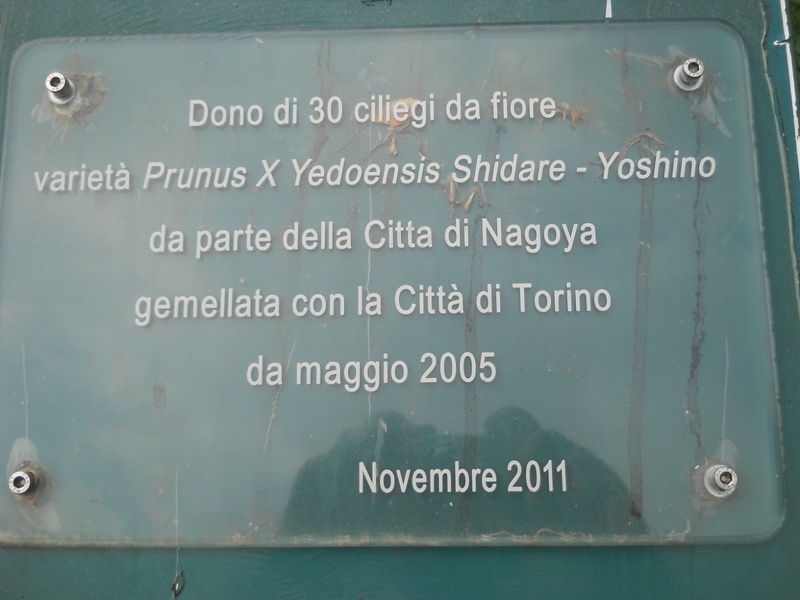 Dono di 30 ciliegi da fiore
varietà Prunus X Yedoensis Shidare - Yoshino
da parte della Citta di Nagoya
gemellata con la Città di Torino
da maggio 2005
Novembre 2011